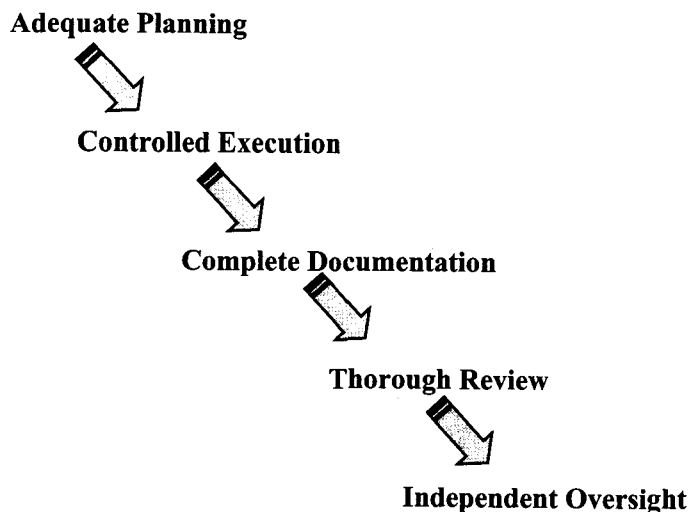 Adequate Planning
Controlled Execution
Complete Documentation
Thorough Review
Independent Oversight